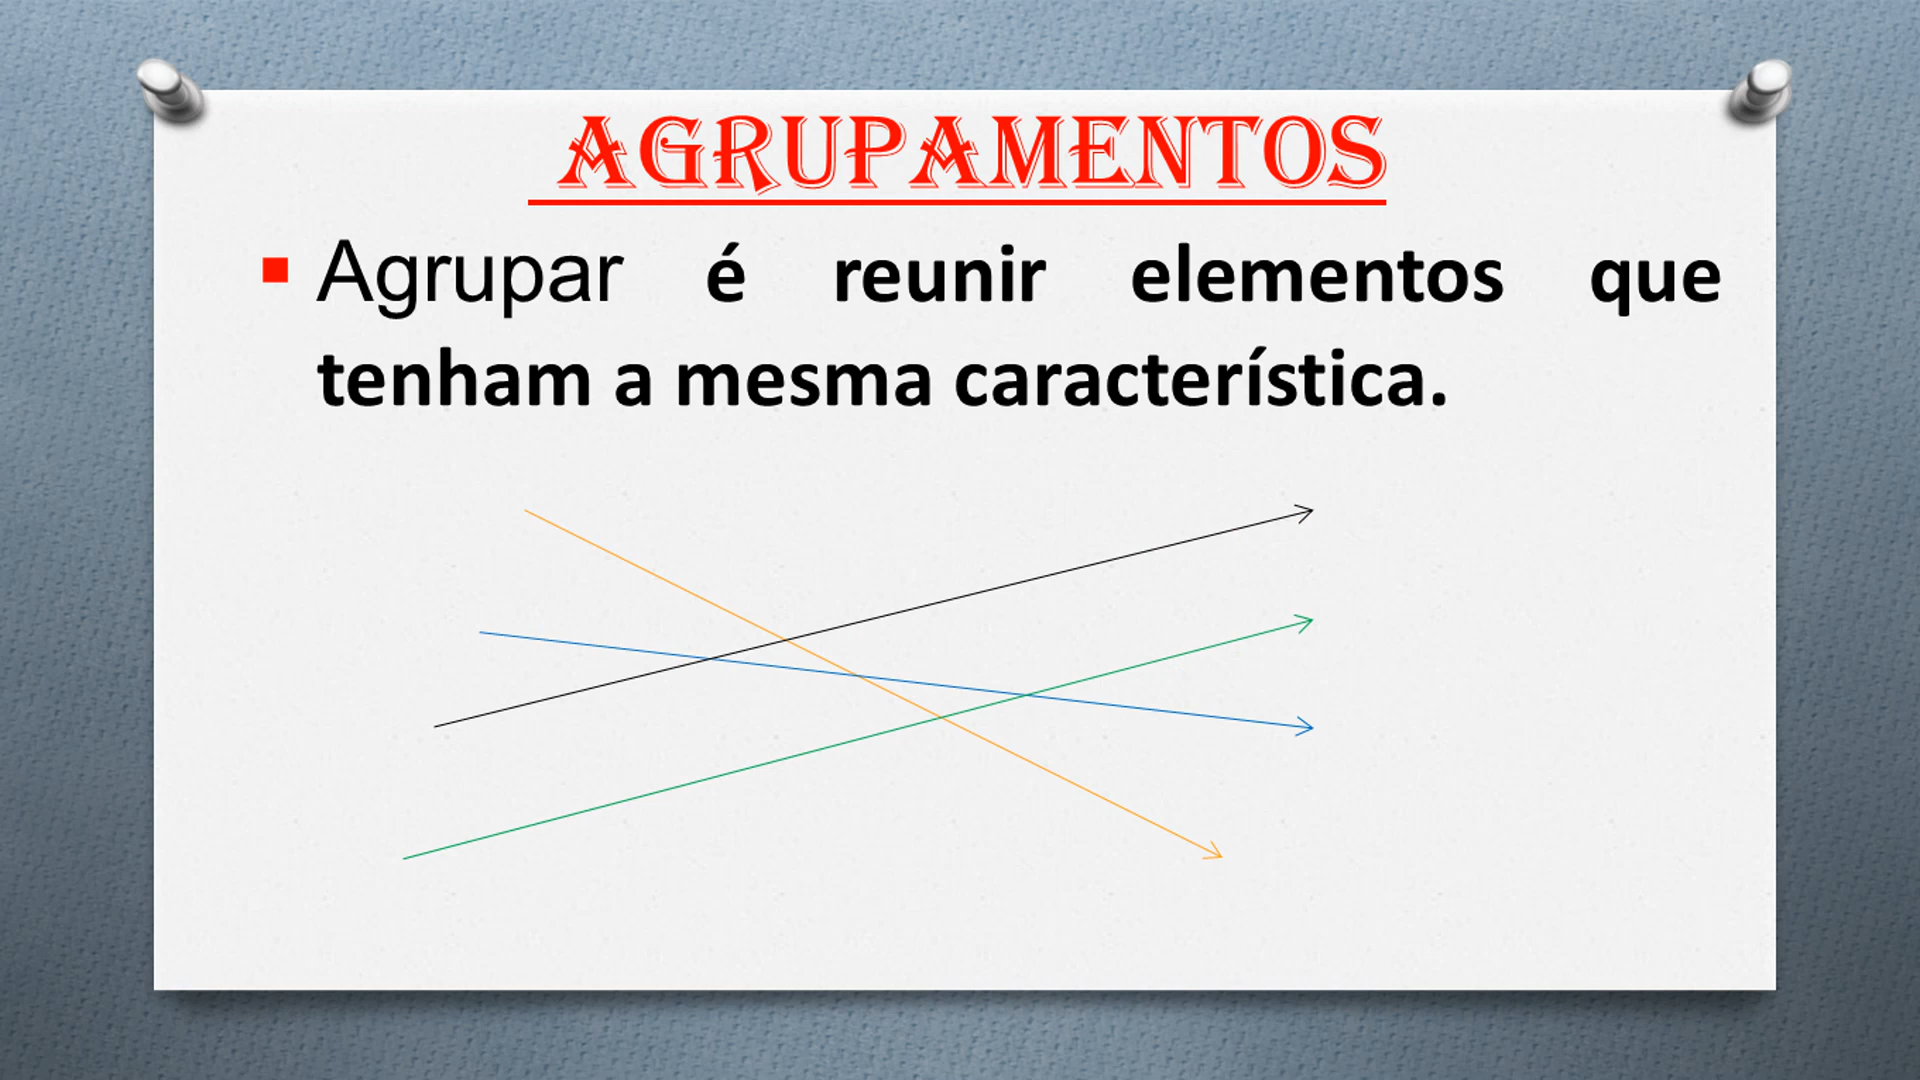 AGRUPAMENTOS
Agrupar é reunir elementos que
tenham a mesma característica.